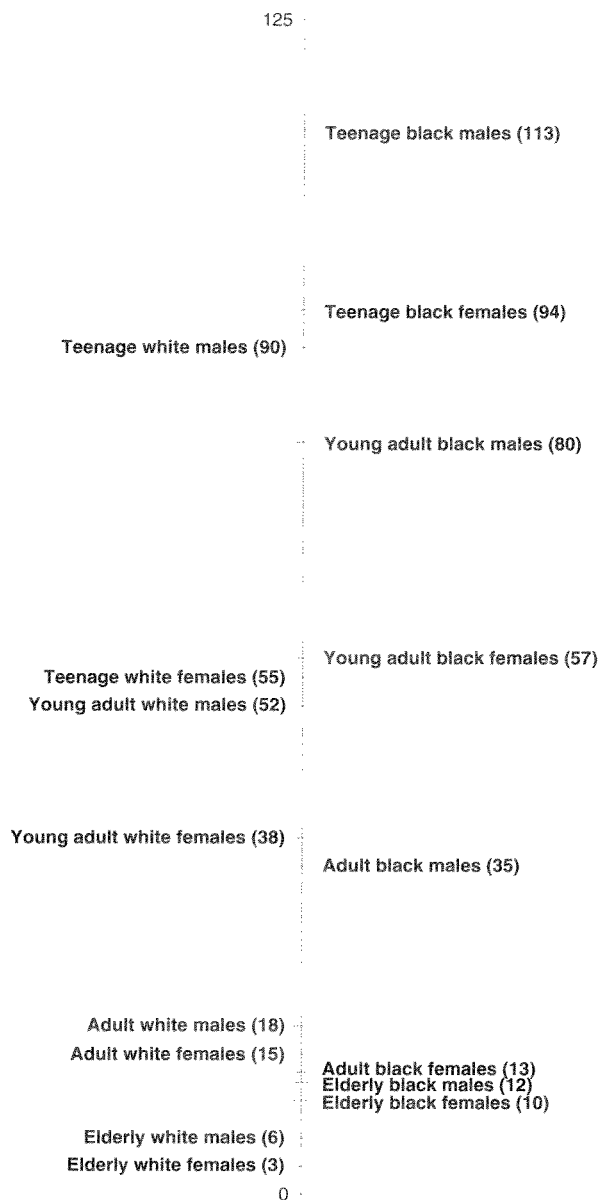 125
Teenage black males (113)
Teenage black females (94)
Teenage white males (90)
Young adult black males (80)
Young adult black females (57)
Teenage white females (55)
Young adult white males (52)
Young adult white females (38)
Adult black males (35)
Adult white males (18)
Adult white females (15)
Adult black females (13)
Elderly black males (12)
Elderly black females (10)
Elderly white males (6)
Elderly white females (3)
0